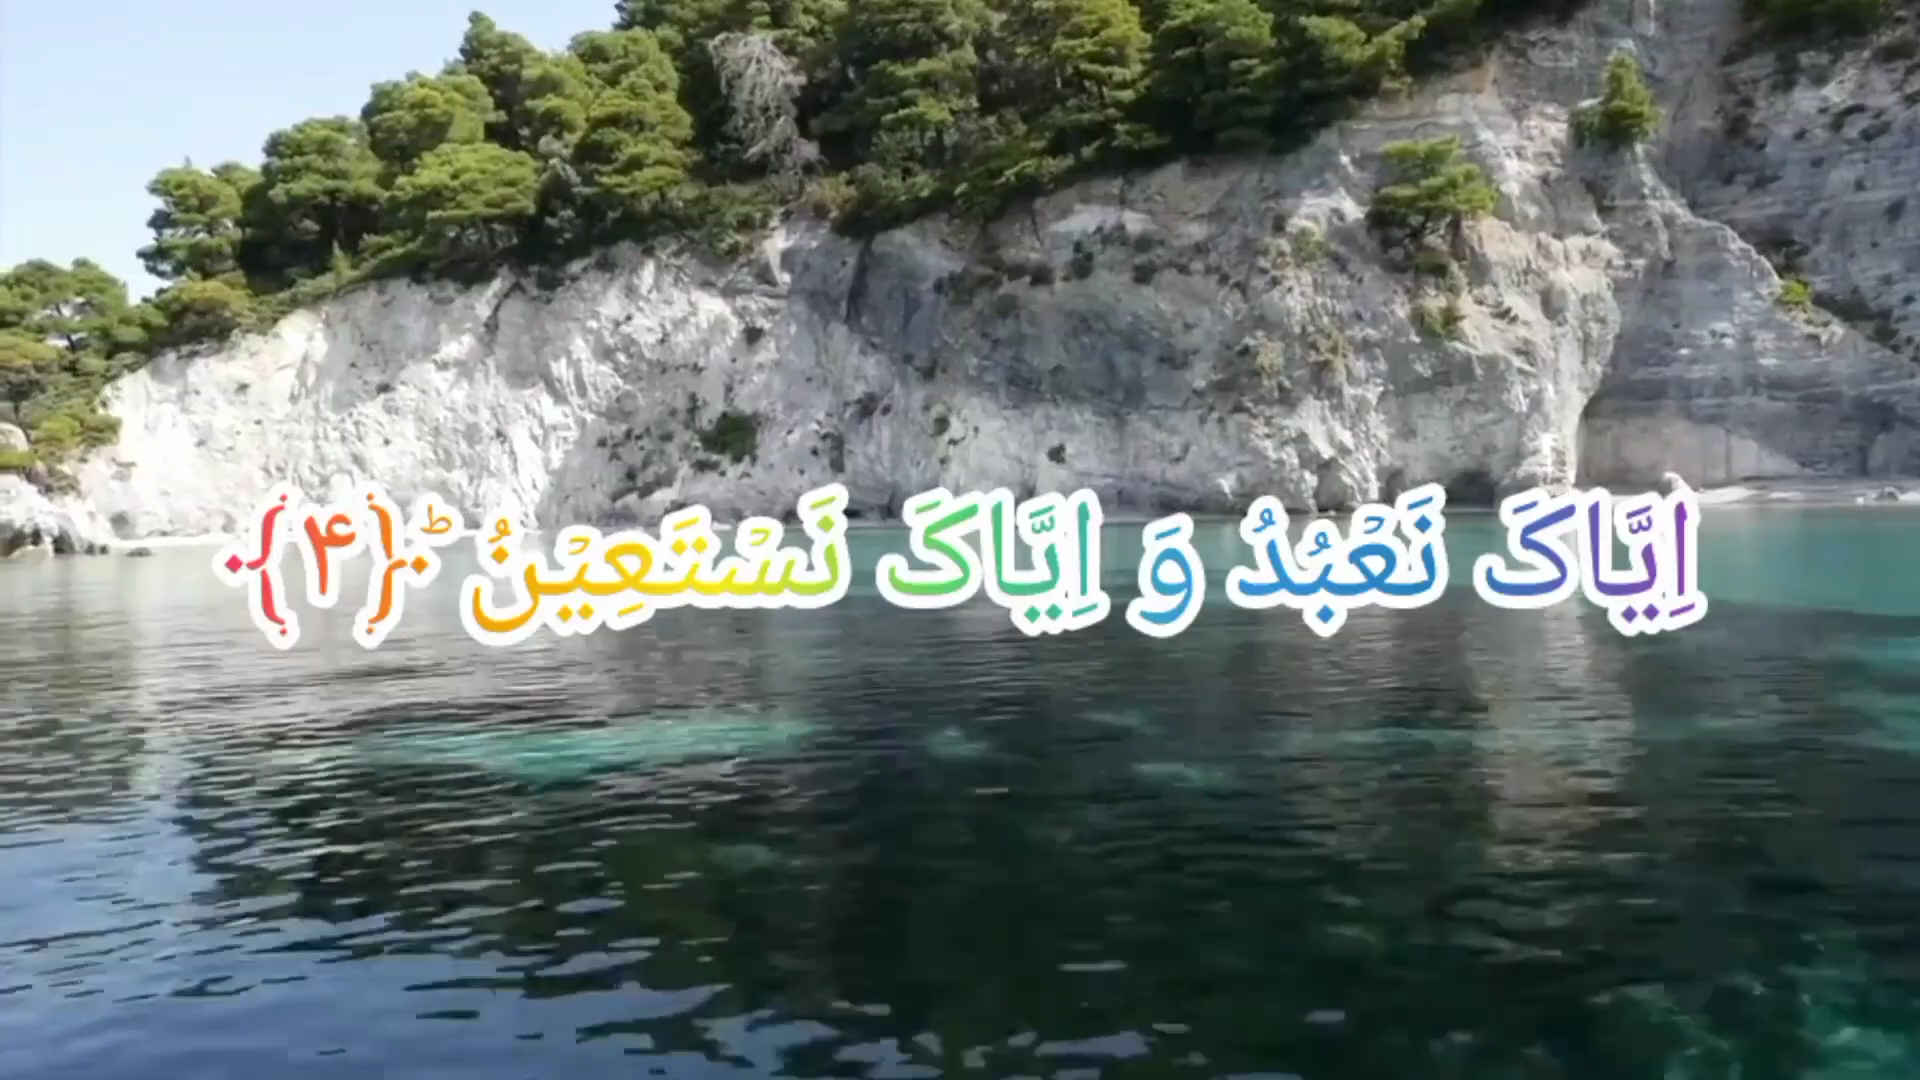 اِیَّاکَ نَعْبُدُ وَ اِیَّاکَ نَسْتَعِیْنُ ؕ﴿۴﴾